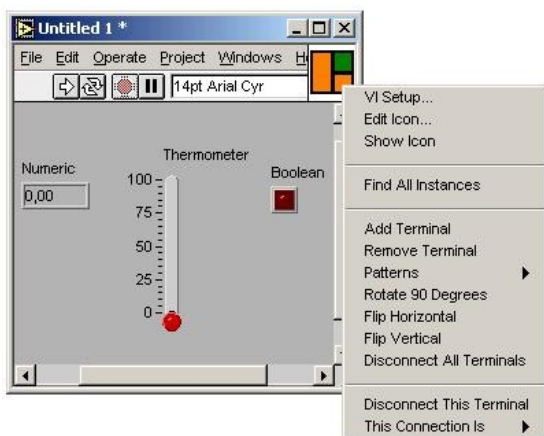 Untitled 1 *
File Edit Operate Project Windows
14pt Arial Cyr
Numeric
0,00
Thermometer
100
75
50
25
0
Boolean
VI Setup...
Edit Icon...
Show Icon
Find All Instances
Add Terminal
Remove Terminal
Patterns
Rotate 90 Degrees
Flip Horizontal
Flip Vertical
Disconnect All Terminals
Disconnect This Terminal
This Connection Is